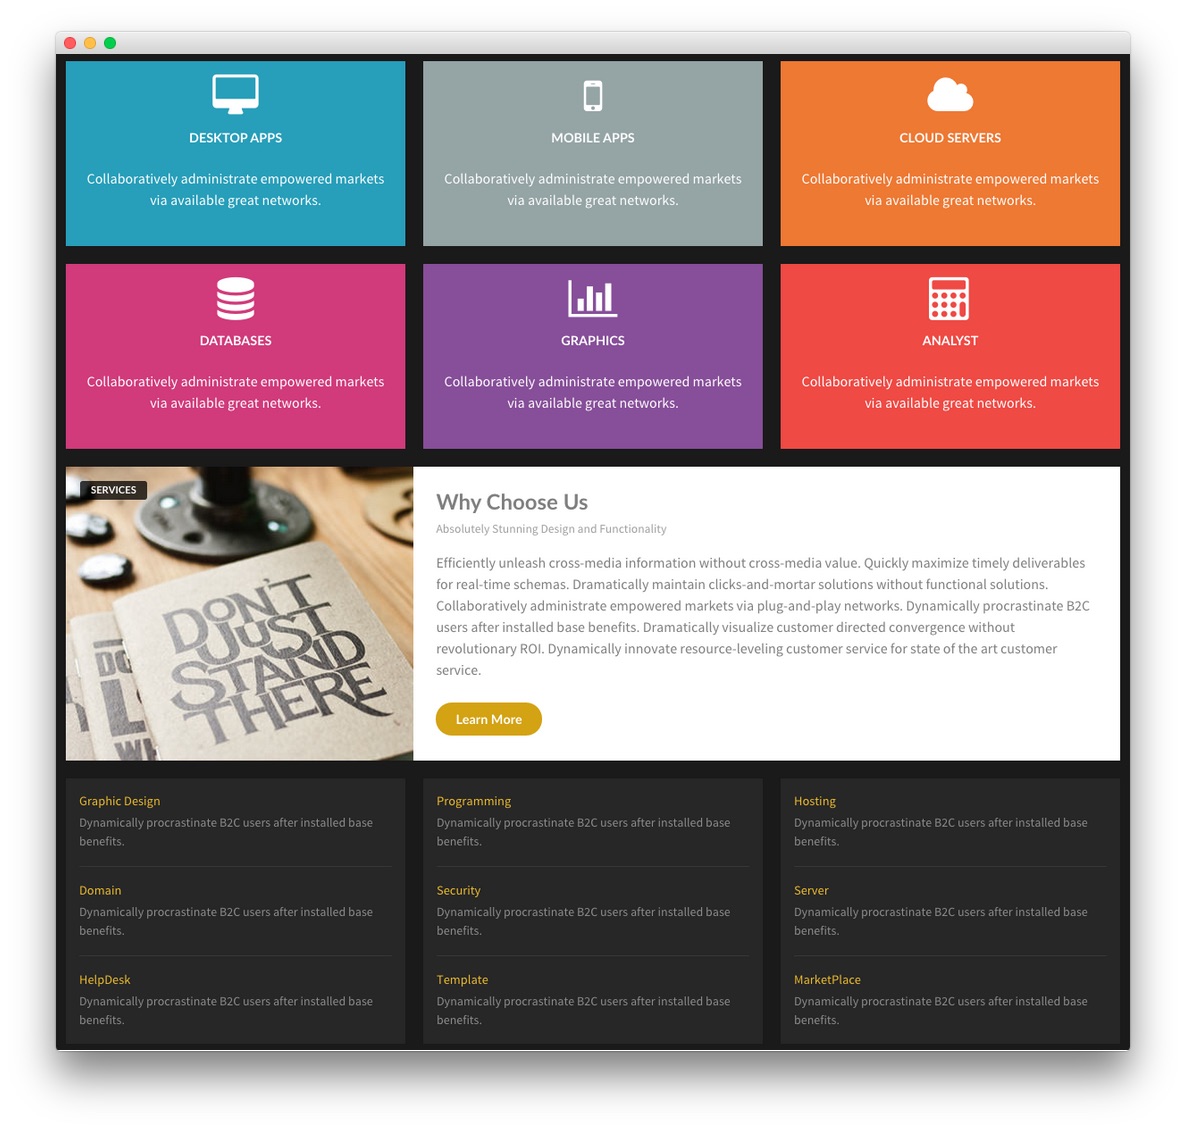 DESKTOP APPS
Collaboratively administrate empowered markets
via available great networks.
MOBILE APPS
Collaboratively administrate empowered markets
via available great networks.
CLOUD SERVERS
Collaboratively administrate empowered markets
via available great networks.
DATABASES
Collaboratively administrate empowered markets
via available great networks.
GRAPHICS
Collaboratively administrate empowered markets
via available great networks.
ANALYST
Collaboratively administrate empowered markets
via available great networks.
SERVICES
DON'T
JUST
STAND
THERE
Why Choose Us
Absolutely Stunning Design and Functionality
Efficiently unleash cross-media information without cross-media value. Quickly maximize timely deliverables
for real-time schemas. Dramatically maintain clicks-and-mortar solutions without functional solutions.
Collaboratively administrate empowered markets via plug-and-play networks. Dynamically procrastinate B2C
users after installed base benefits. Dramatically visualize customer directed convergence without
revolutionary ROI. Dynamically innovate resource-leveling customer service for state of the art customer
service.
Learn More
Graphic Design
Dynamically procrastinate B2C users after installed base
benefits.
Domain
Dynamically procrastinate B2C users after installed base
benefits.
HelpDesk
Dynamically procrastinate B2C users after installed base
benefits.
Programming
Dynamically procrastinate B2C users after installed base
benefits.
Security
Dynamically procrastinate B2C users after installed base
benefits.
Template
Dynamically procrastinate B2C users after installed base
benefits.
Hosting
Dynamically procrastinate B2C users after installed base
benefits.
Server
Dynamically procrastinate B2C users after installed base
benefits.
MarketPlace
Dynamically procrastinate B2C users after installed base
benefits.